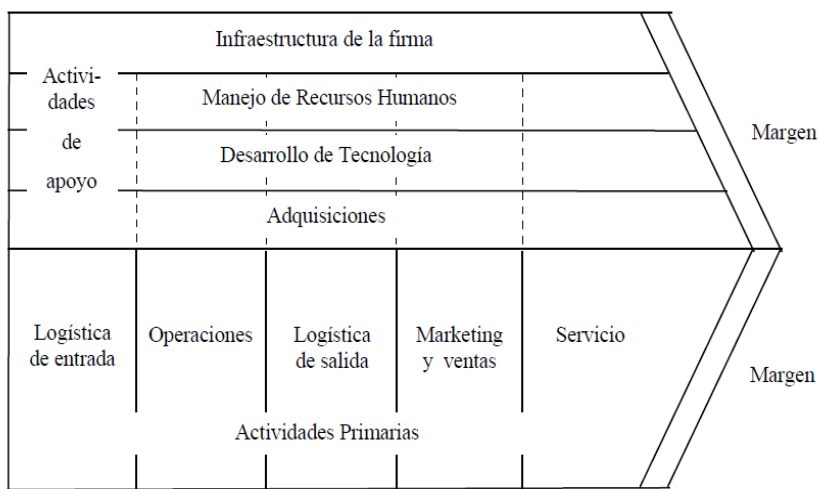 Infraestructura de la firma
Activi-
dades
de
apoyo
Manejo de Recursos Humanos
Desarrollo de Tecnología
Adquisiciones
Margen
Logística
de entrada
Operaciones
Logística
de salida
Marketing
y ventas
Servicio
Margen
Actividades Primarias